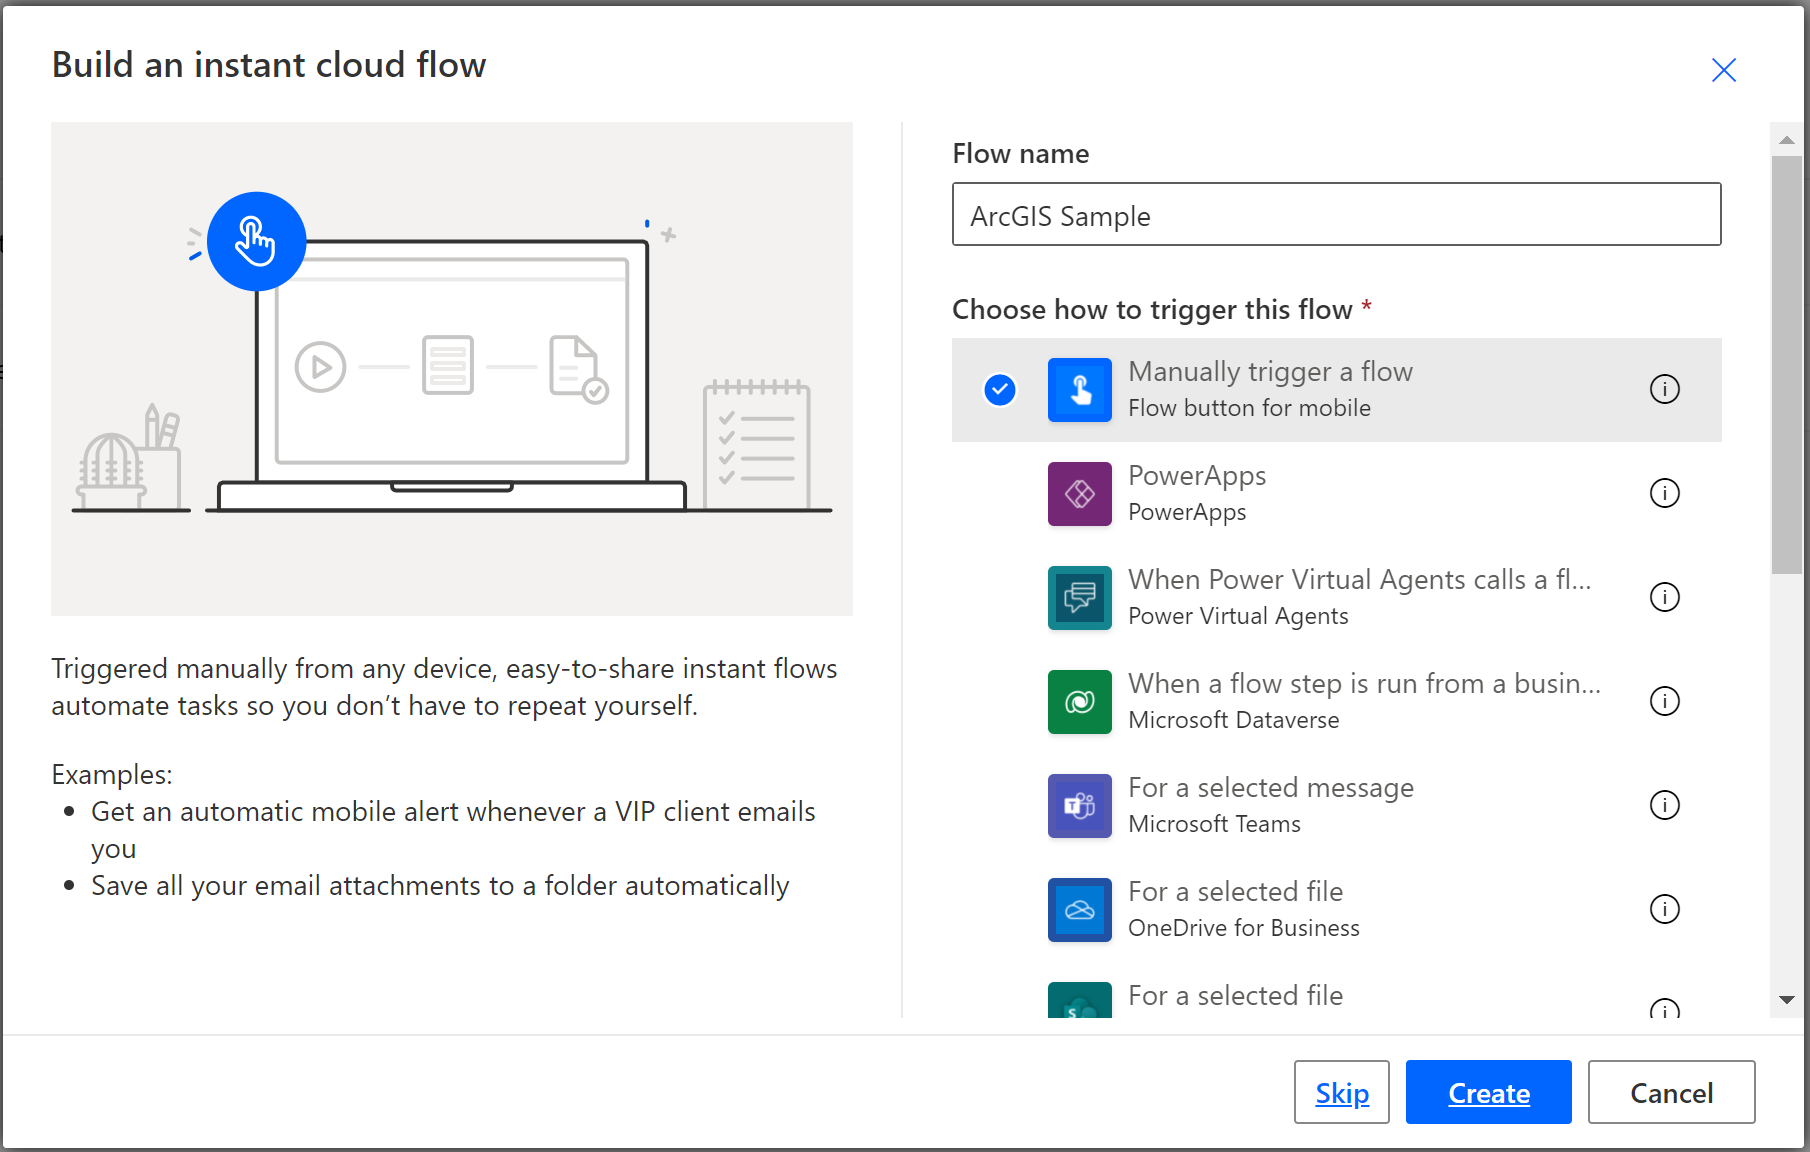 Build an instant cloud flow
Triggered manually from any device, easy-to-share instant flows
automate tasks so you don’t have to repeat yourself.
Examples:
Get an automatic mobile alert whenever a VIP client emails
you
Save all your email attachments to a folder automatically
Flow name
ArcGIS Sample
Choose how to trigger this flow *
Manually trigger a flow
Flow button for mobile
PowerApps
PowerApps
When Power Virtual Agents calls a fl...
Power Virtual Agents
When a flow step is run from a busin...
Microsoft Dataverse
For a selected message
Microsoft Teams
For a selected file
OneDrive for Business
For a selected file
Skip
Create
Cancel